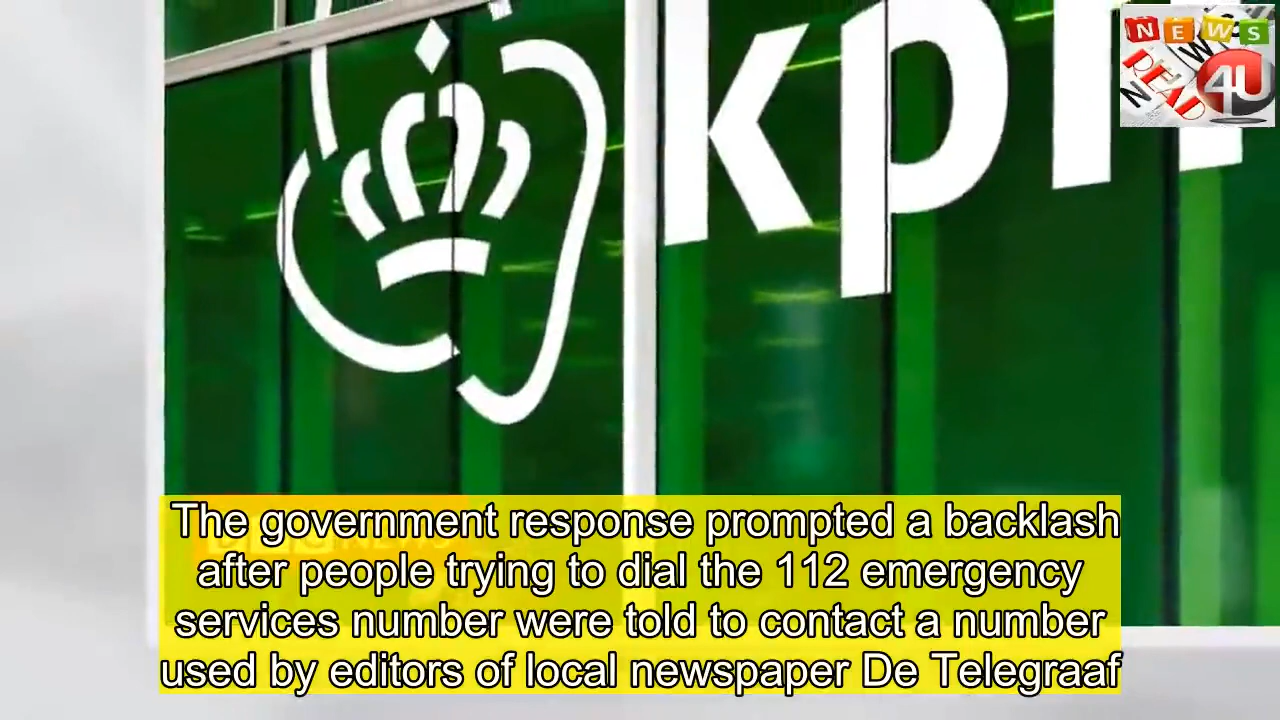 NEWS
READ
4U
kpn
The government response prompted a backlash
after people trying to dial the 112 emergency
services number were told to contact a number
used by editors of local newspaper De Telegraaf